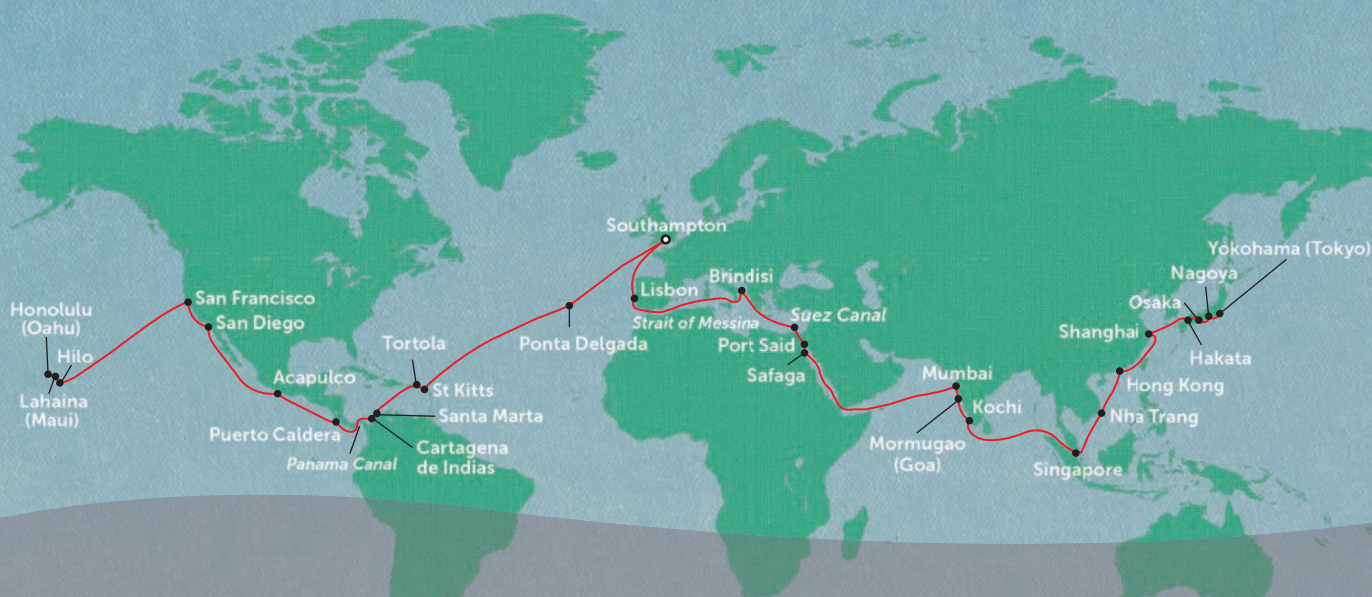 Southampton
Yokohama (Tokyo)
Nagoya
Brindisi
Lisbon
San Francisco
Honolulu
(Oahu)
Osaka
Suez Canal
San Diego
Strait of Messina
Shanghai
Tortola
Ponta Delgada
Port Said
Hilo
Hakata
Safaga
Mumbai
Acapulco
Hong Kong
St Kitts
Lahaina
(Maui)
Kochi
Santa Marta
Nha Trang
Puerto Caldera
Mormugao
(Goa)
Cartagena
de Indias
Panama Canal
Singapore